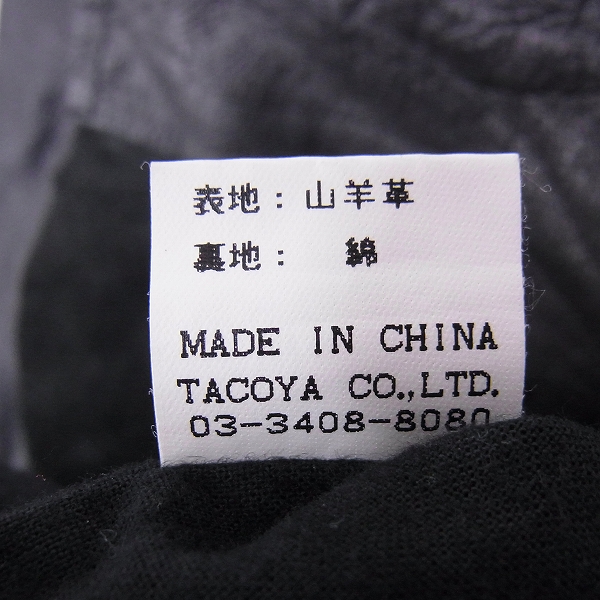 表地：山羊革
裏地： 綿
MADE IN CHINA
TACOYA CO.,LTD.
03-3408-8080